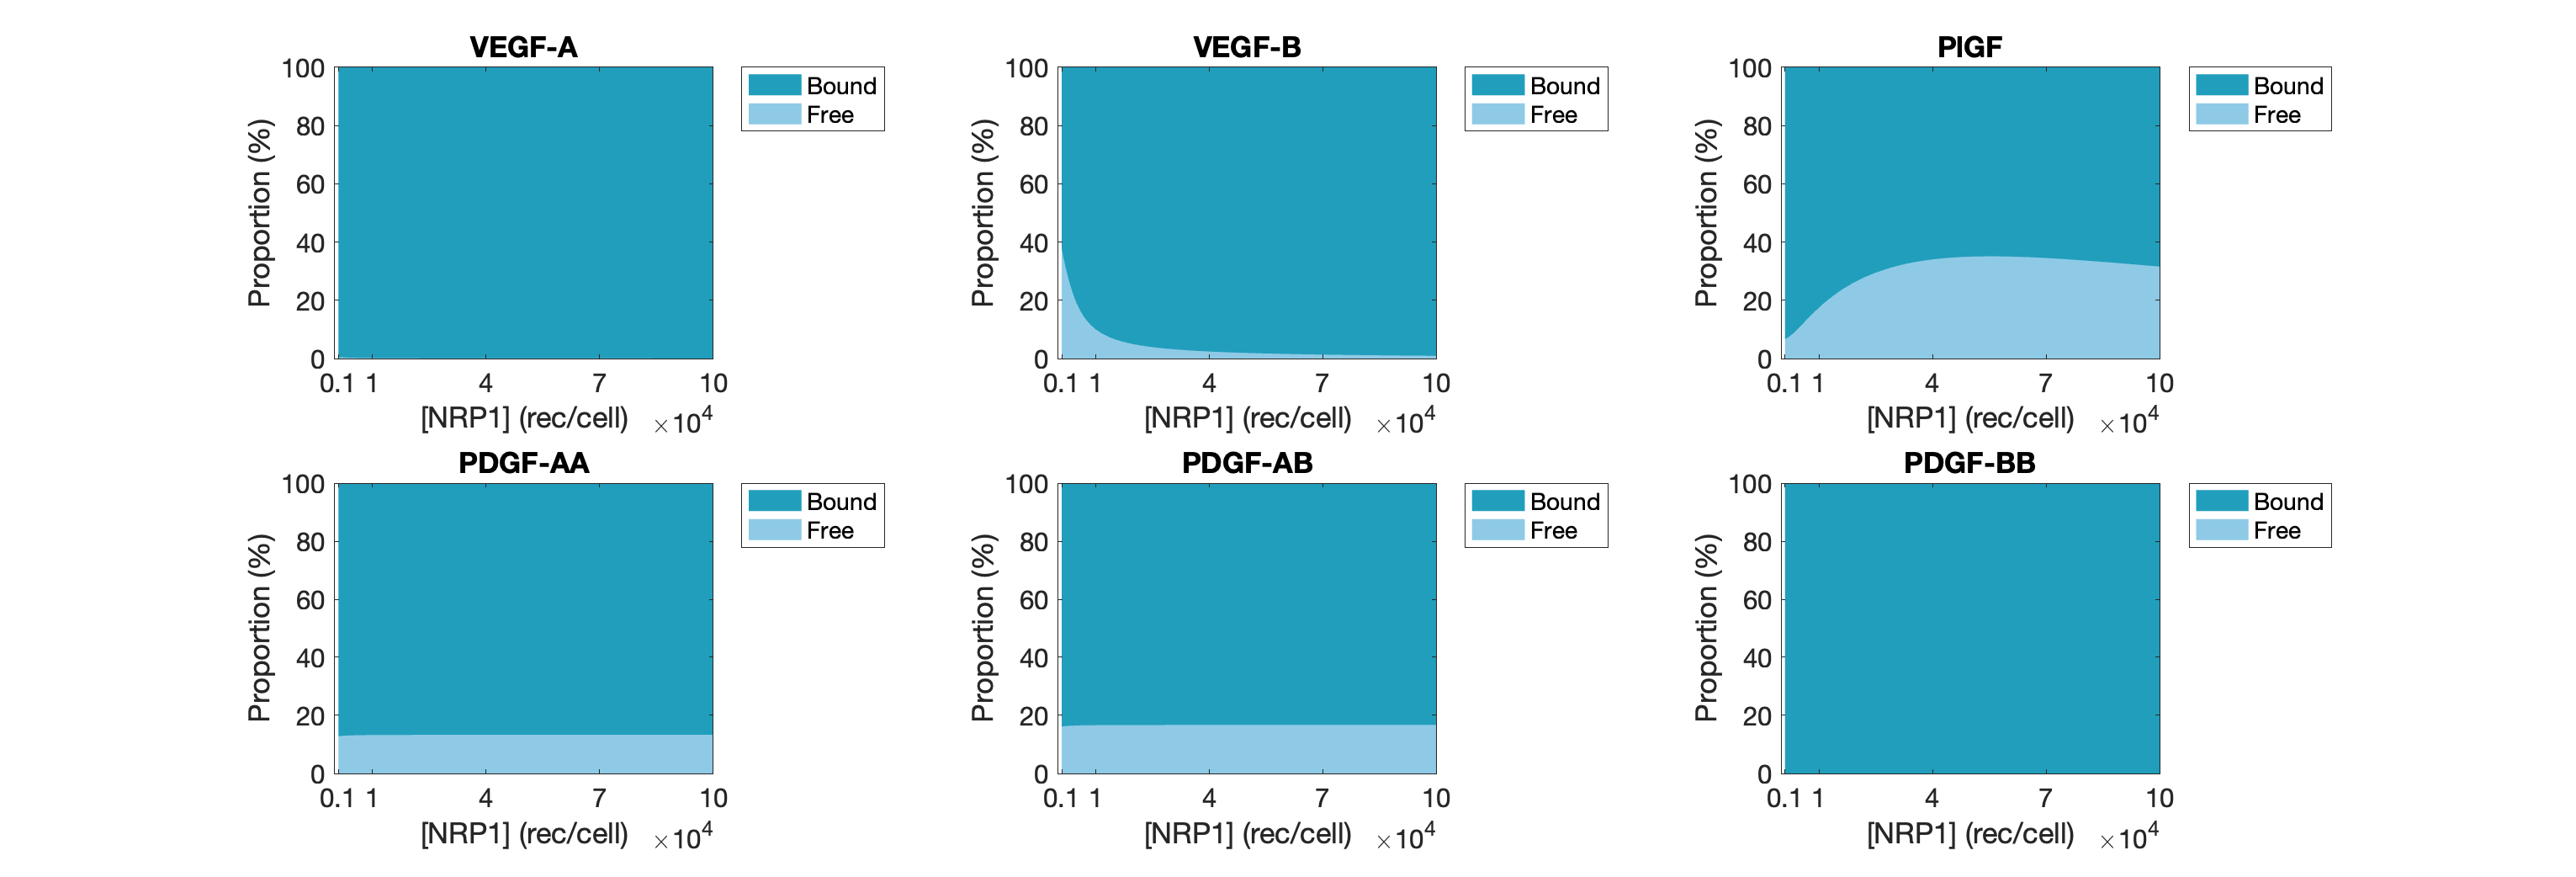 VEGF-A
100
80
60
40
20
0
Proportion (%)
0.1 1 4 7 10
[NRP1] (rec/cell) ×10⁴
Bound
Free
VEGF-B
100
80
60
40
20
0
Proportion (%)
0.1 1 4 7 10
[NRP1] (rec/cell) ×10⁴
Bound
Free
PlGF
100
80
60
40
20
0
Proportion (%)
0.1 1 4 7 10
[NRP1] (rec/cell) ×10⁴
Bound
Free
PDGF-AA
100
80
60
40
20
0
Proportion (%)
0.1 1 4 7 10
[NRP1] (rec/cell) ×10⁴
Bound
Free
PDGF-AB
100
80
60
40
20
0
Proportion (%)
0.1 1 4 7 10
[NRP1] (rec/cell) ×10⁴
Bound
Free
PDGF-BB
100
80
60
40
20
0
Proportion (%)
0.1 1 4 7 10
[NRP1] (rec/cell) ×10⁴
Bound
Free